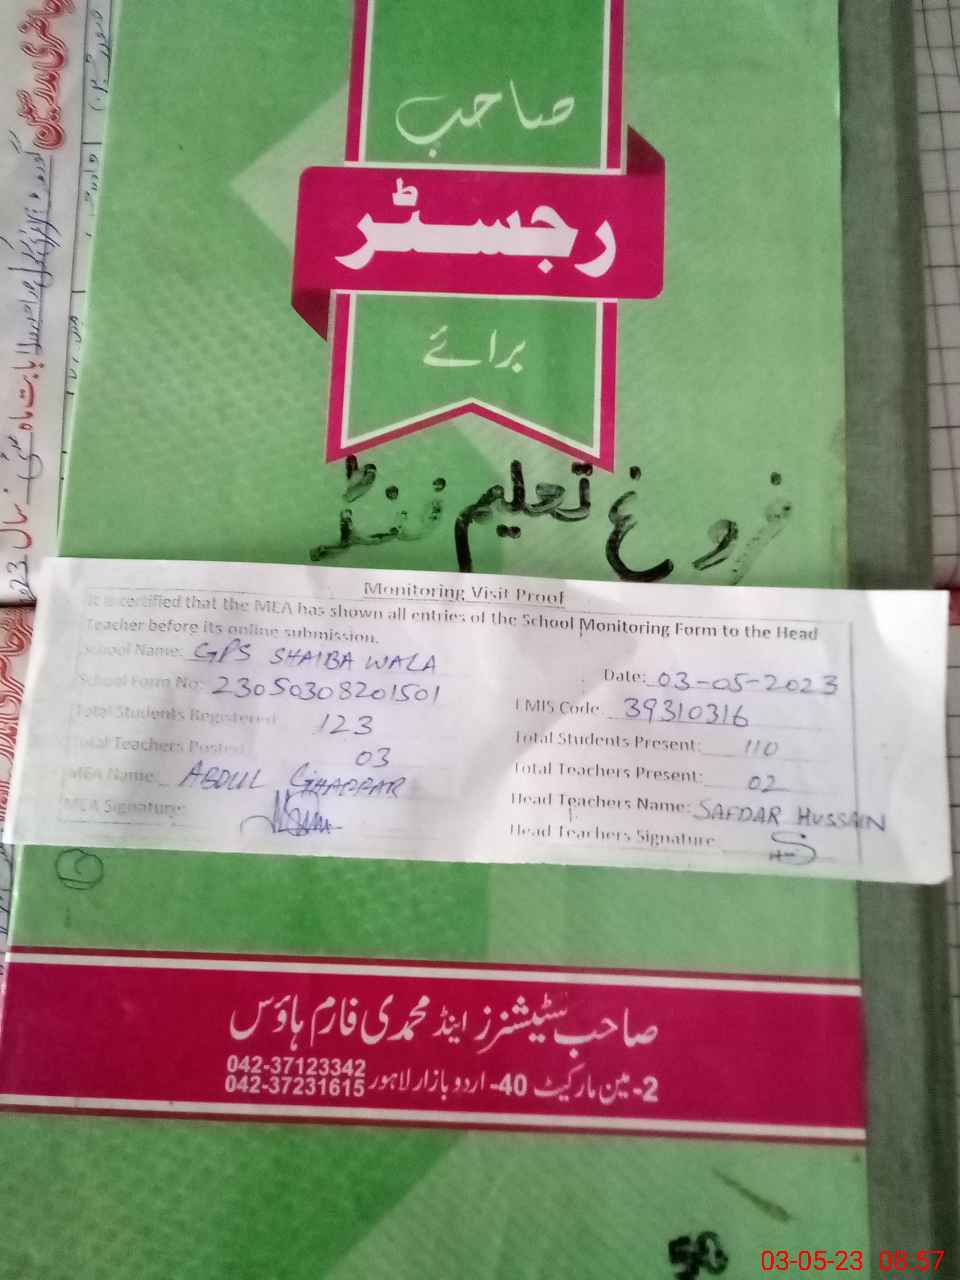 صاحب
رجسٹر
برائے
فروغ تعلیم فنڈ
Monitoring Visit Proof
It is certified that the MEA has shown all entries of the School Monitoring Form to the Head
Teacher before its online submission.
School Name: GPS SHAIBA WALA
Date: 03-05-2023
School Form No: 23050308201501
EMIS Code: 39310316
Total Students Registered 123
Total Students Present: 110
Total Teachers Posted 03
Total Teachers Present: 02
MEA Name: ABDUL GHAFFAR
Head Teachers Name: SAFDAR HUSSAIN
MEA Signature:
Head Teachers Signature
صاحب سٹیشنرز اینڈ محمدی فارم ہاؤس
2- مین مارکیٹ 40- اردو بازار لاہور
042-37123342
042-37231615
50
03-05-23 08:57